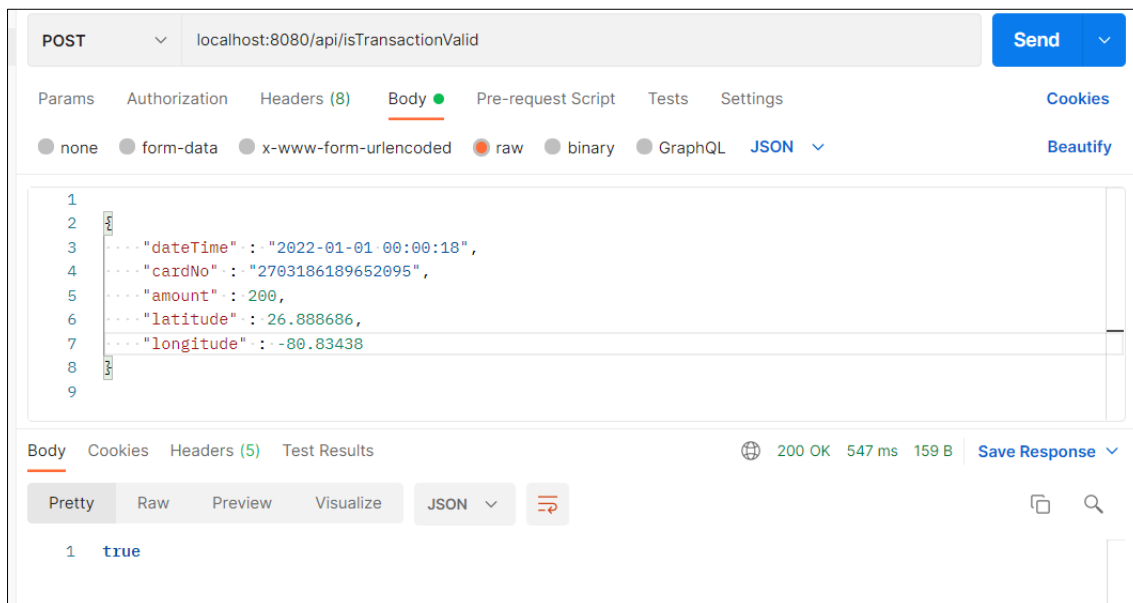 POST localhost:8080/api/isTransactionValid Send
Params Authorization Headers (8) Body Pre-request Script Tests Settings Cookies
none form-data x-www-form-urlencoded raw binary GraphQL JSON Beautify
1
2 {
3 ····"dateTime"·:·"2022-01-01·00:00:18",
4 ····"cardNo"·:·"2703186189652095",
5 ····"amount"·:·200,
6 ····"latitude"·:·26.888686,
7 ····"longitude"·:·-80.83438
8 }
9
Body Cookies Headers (5) Test Results 200 OK 547 ms 159 B Save Response
Pretty Raw Preview Visualize JSON
1 true